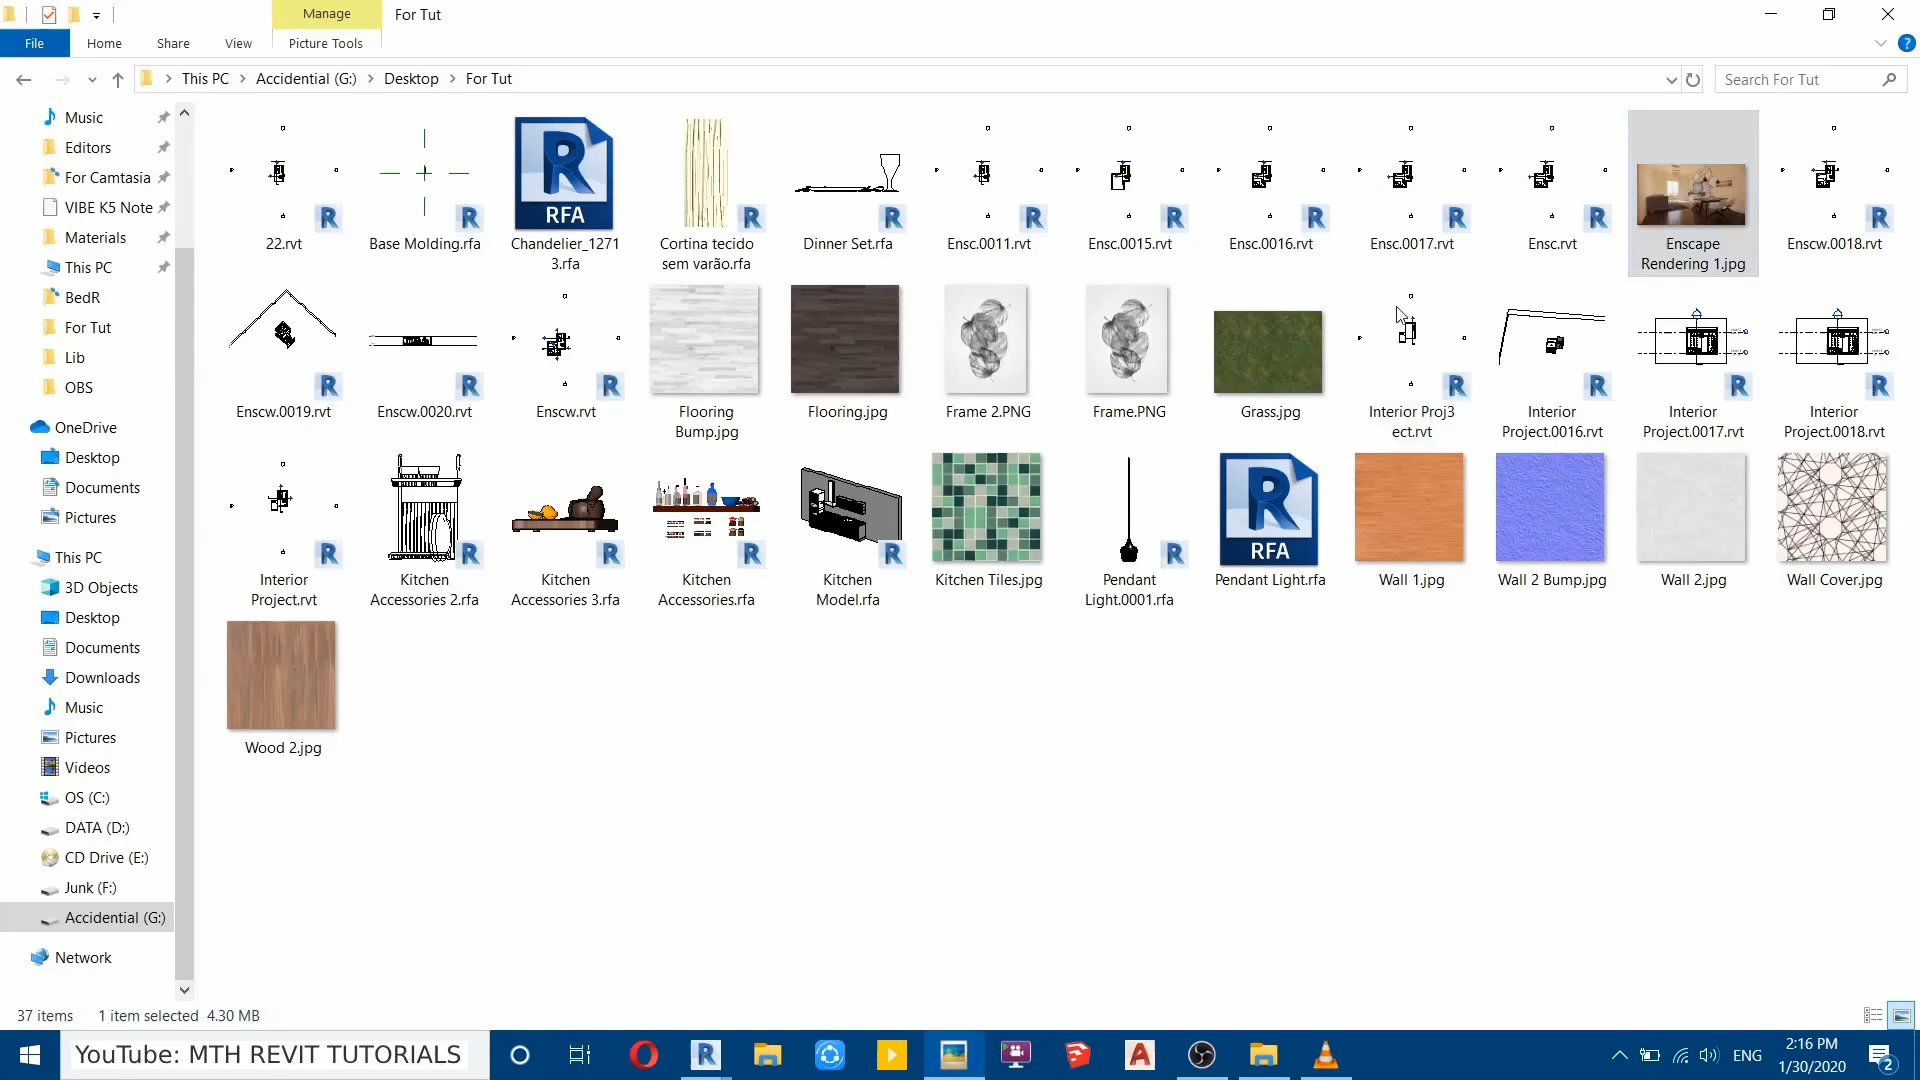 Manage
For Tut
File
Home
Share
View
Picture Tools
This PC
Accidential (G:)
Desktop
For Tut
Search For Tut
Music
Editors
For Camtasia
VIBE K5 Note
Materials
This PC
BedR
For Tut
Lib
OBS
OneDrive
Desktop
Documents
Pictures
This PC
3D Objects
Desktop
Documents
Downloads
Music
Pictures
Videos
OS (C:)
DATA (D:)
CD Drive (E:)
Junk (F:)
Accidential (G:)
Network
RFA
22.rvt
Base Molding.rfa
Chandelier_1271
3.rfa
Cortina tecido
sem varão.rfa
Dinner Set.rfa
Ensc.0011.rvt
Ensc.0015.rvt
Ensc.0016.rvt
Ensc.0017.rvt
Ensc.rvt
Enscape
Rendering 1.jpg
Enscw.0018.rvt
Enscw.0019.rvt
Enscw.0020.rvt
Enscw.rvt
Flooring
Bump.jpg
Flooring.jpg
Frame 2.PNG
Frame.PNG
Grass.jpg
Interior Proj3
ect.rvt
Interior
Project.0016.rvt
Interior
Project.0017.rvt
Interior
Project.0018.rvt
RFA
Interior
Project.rvt
Kitchen
Accessories 2.rfa
Kitchen
Accessories 3.rfa
Kitchen
Accessories.rfa
Kitchen
Model.rfa
Kitchen Tiles.jpg
Pendant
Light.0001.rfa
Pendant Light.rfa
Wall 1.jpg
Wall 2 Bump.jpg
Wall 2.jpg
Wall Cover.jpg
Wood 2.jpg
37 items
1 item selected 4.30 MB
YouTube: MTH REVIT TUTORIALS
ENG
2:16 PM
1/30/2020
2